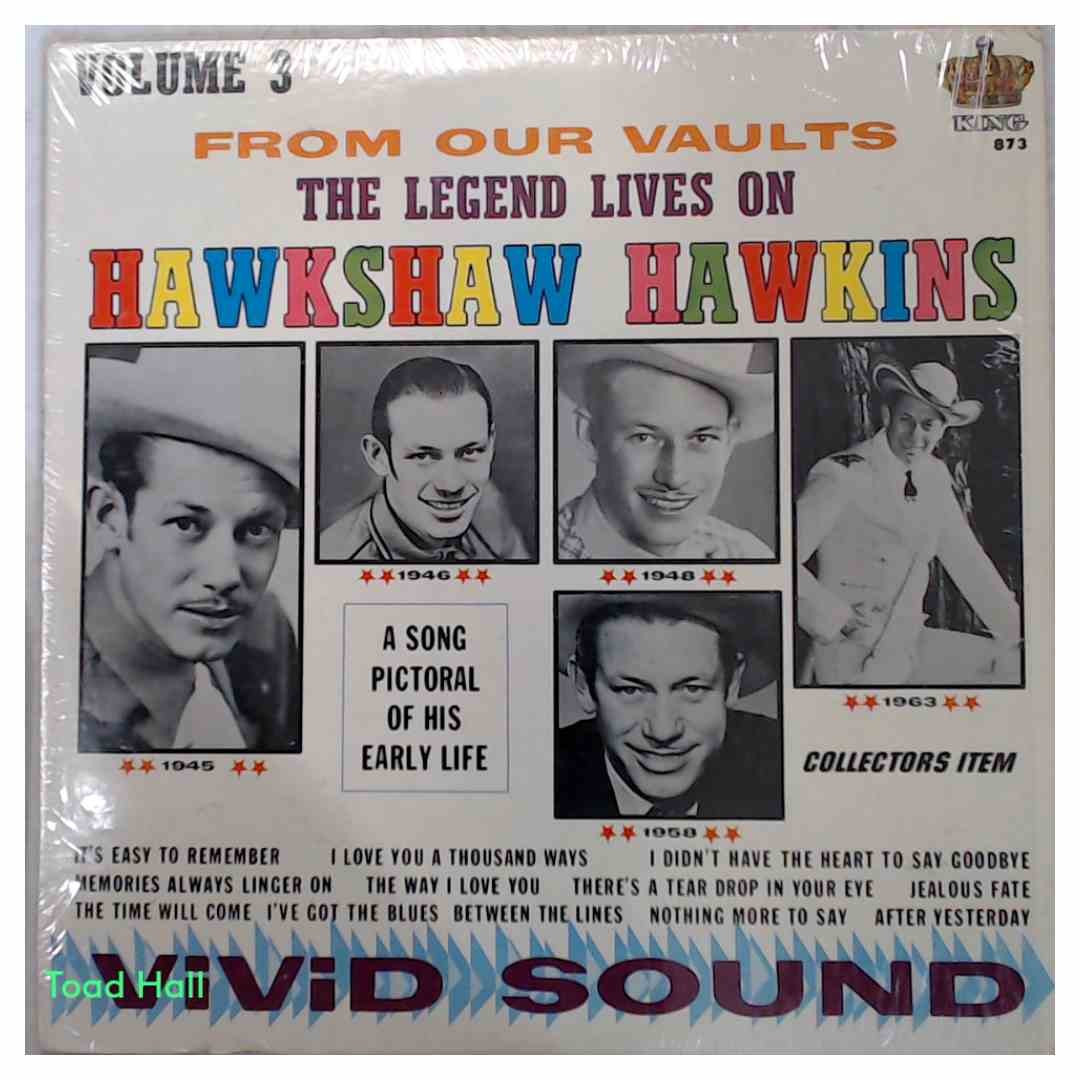 VOLUME 3
KING
873
FROM OUR VAULTS
THE LEGEND LIVES ON
HAWKSHAW HAWKINS
1945
1946
1948
1963
A SONG
PICTORAL
OF HIS
EARLY LIFE
1958
COLLECTORS ITEM
IT'S EASY TO REMEMBER I LOVE YOU A THOUSAND WAYS I DIDN'T HAVE THE HEART TO SAY GOODBYE
MEMORIES ALWAYS LINGER ON THE WAY I LOVE YOU THERE'S A TEAR DROP IN YOUR EYE JEALOUS FATE
THE TIME WILL COME I'VE GOT THE BLUES BETWEEN THE LINES NOTHING MORE TO SAY AFTER YESTERDAY
ViViD SOUND
Toad Hall